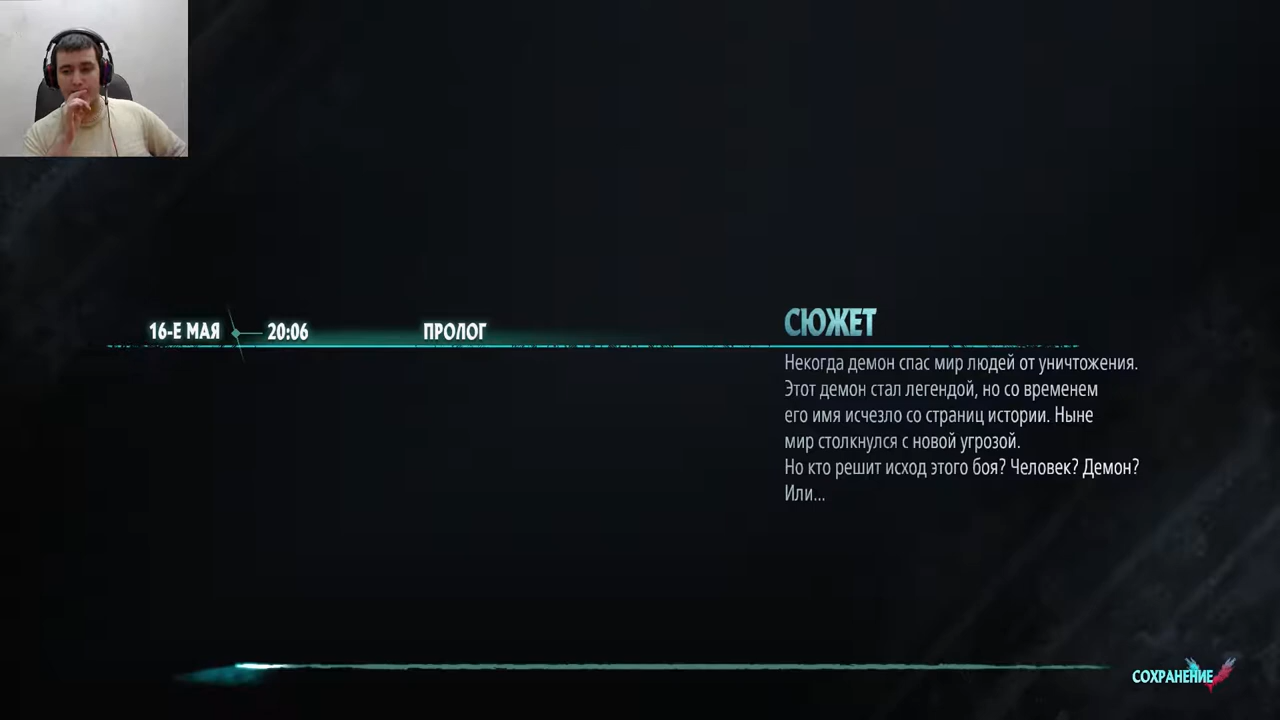 16-Е МАЯ 20:06 ПРОЛОГ
СЮЖЕТ
Некогда демон спас мир людей от уничтожения.
Этот демон стал легендой, но со временем
его имя исчезло со страниц истории. Ныне
мир столкнулся с новой угрозой.
Но кто решит исход этого боя? Человек? Демон?
Или...
СОХРАНЕНИЕ